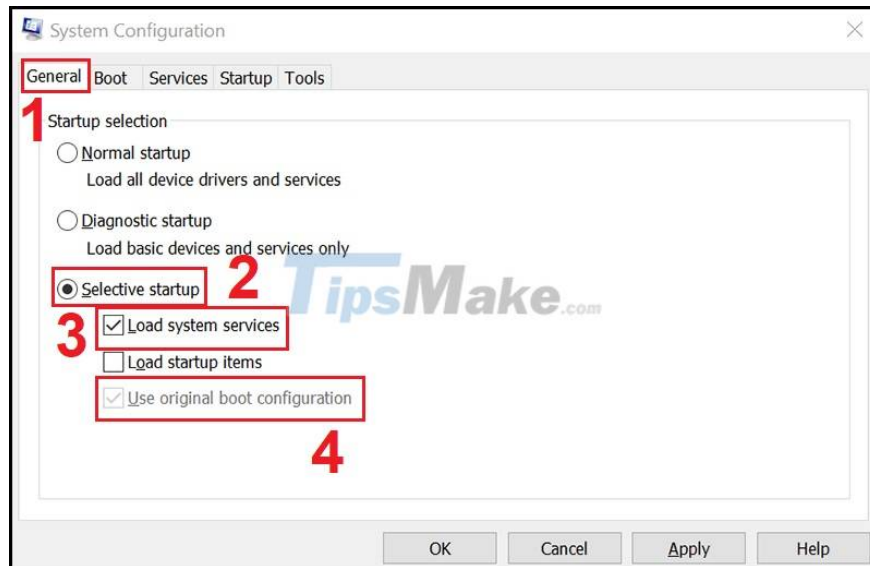 System Configuration
General Boot Services Startup Tools
1
Startup selection
Normal startup
Load all device drivers and services
Diagnostic startup
Load basic devices and services only
TipsMake.com
Selective startup 2
3 Load system services
Load startup items
Use original boot configuration
4
OK Cancel Apply Help